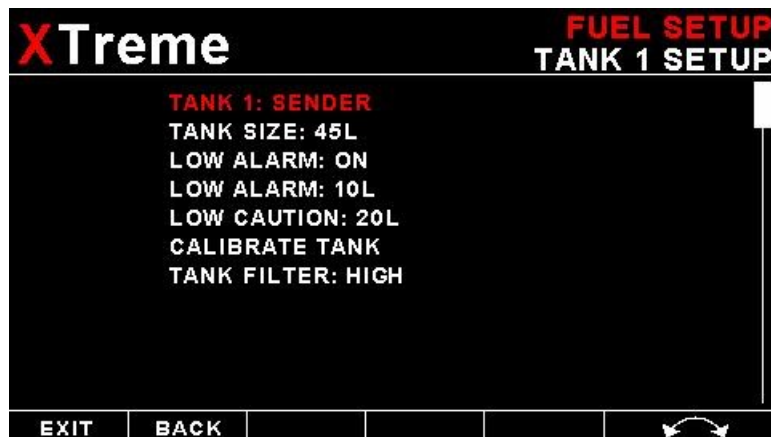 XTreme
FUEL SETUP
TANK 1 SETUP
TANK 1: SENDER
TANK SIZE: 45L
LOW ALARM: ON
LOW ALARM: 10L
LOW CAUTION: 20L
CALIBRATE TANK
TANK FILTER: HIGH
EXIT BACK